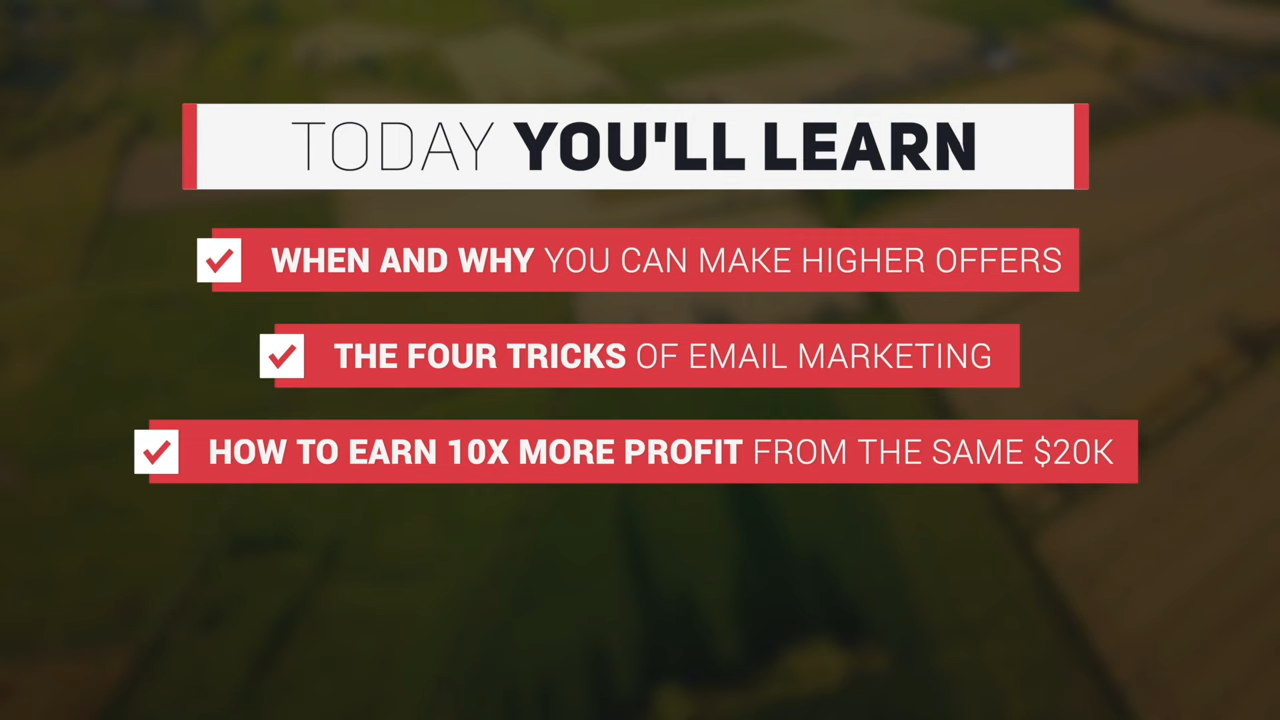 TODAY YOU'LL LEARN
WHEN AND WHY YOU CAN MAKE HIGHER OFFERS
THE FOUR TRICKS OF EMAIL MARKETING
HOW TO EARN 10X MORE PROFIT FROM THE SAME $20K